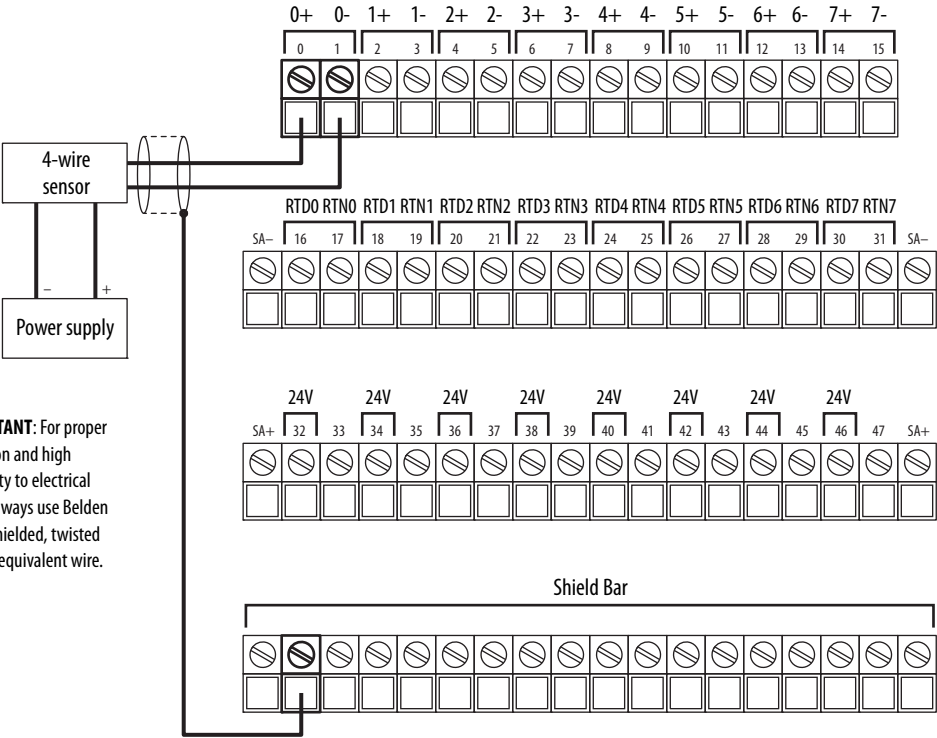 0+ 0- 1+ 1- 2+ 2- 3+ 3- 4+ 4- 5+ 5- 6+ 6- 7+ 7-
0 1 2 3 4 5 6 7 8 9 10 11 12 13 14 15
4-wire
sensor
− +
Power supply
RTD0 RTN0 RTD1 RTN1 RTD2 RTN2 RTD3 RTN3 RTD4 RTN4 RTD5 RTN5 RTD6 RTN6 RTD7 RTN7
SA− 16 17 18 19 20 21 22 23 24 25 26 27 28 29 30 31 SA−
24V 24V 24V 24V 24V 24V 24V 24V
SA+ 32 33 34 35 36 37 38 39 40 41 42 43 44 45 46 47 SA+
TANT: For proper
on and high
ty to electrical
ways use Belden
ielded, twisted
equivalent wire.
Shield Bar